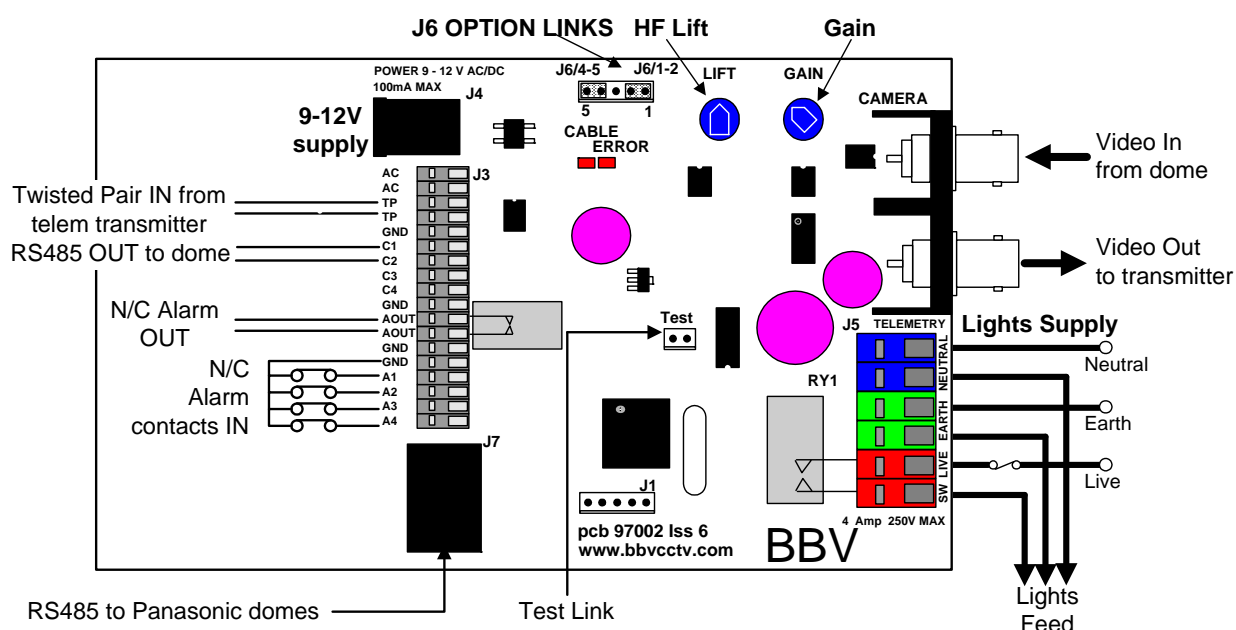 J6 OPTION LINKS HF Lift Gain
POWER 9 - 12 V AC/DC
100mA MAX
J4
J6/4-5 J6/1-2
5 1
LIFT
GAIN
CAMERA
9-12V
supply
CABLE
ERROR
Video In
from dome
J3
AC
AC
TP
TP
GND
C1
C2
C3
C4
GND
AOUT
AOUT
GND
GND
A1
A2
A3
A4
Twisted Pair IN from
telem transmitter
RS485 OUT to dome
N/C Alarm
OUT
N/C
Alarm
contacts IN
Video Out
to transmitter
Test
J5
TELEMETRY
Lights Supply
RY1
NEUTRAL
NEUTRAL
EARTH
LIVE
SW
Neutral
Earth
Live
4 Amp 250V MAX
J7
J1
pcb 97002 Iss 6
www.bbvcctv.com
BBV
RS485 to Panasonic domes
Test Link
Lights
Feed